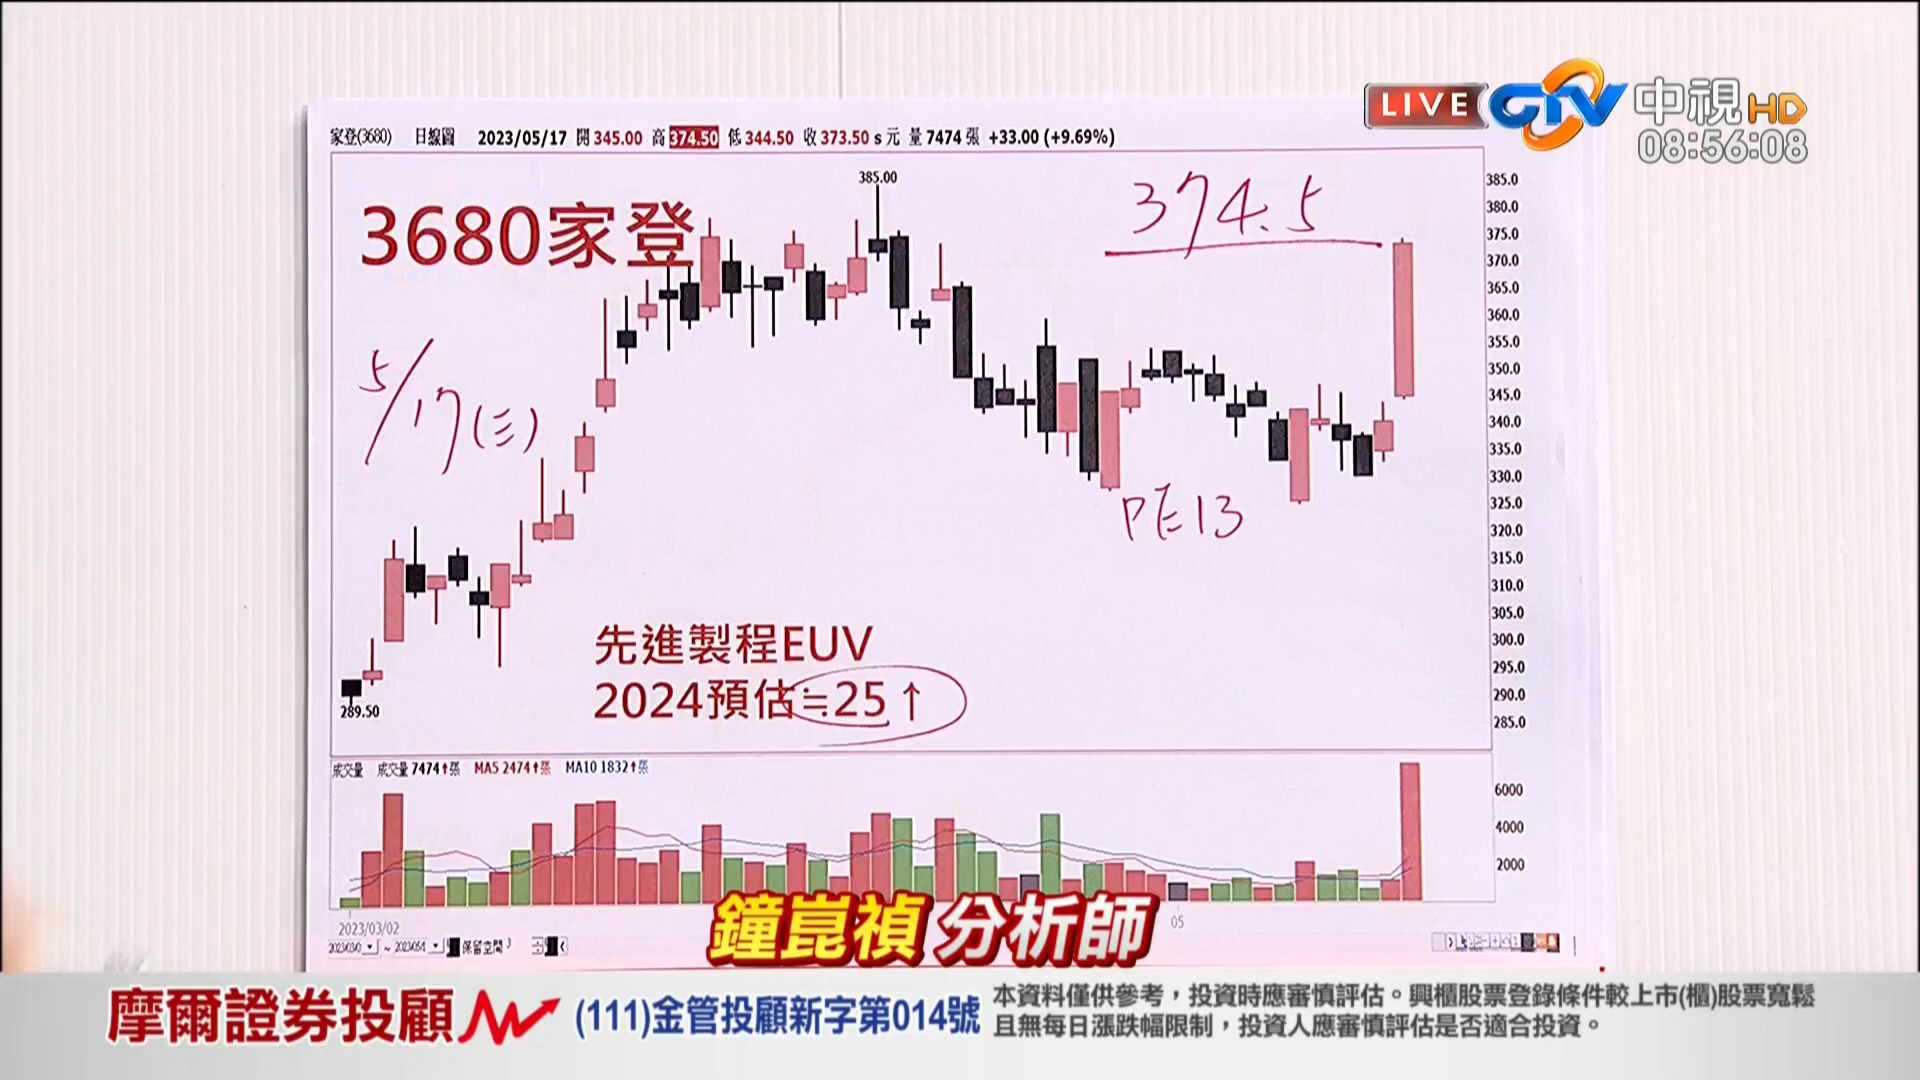 LIVE CTV 中視 HD
08:56:08
家登(3680) 日線圖 2023/05/17 開 345.00 高 374.50 低 344.50 收 373.50 s 元 量 7474 張 +33.00 (+9.69%)
385.00
374.5
3680家登
5/17(三)
385.0
380.0
375.0
370.0
365.0
360.0
355.0
350.0
345.0
340.0
335.0
330.0
325.0
320.0
315.0
310.0
305.0
300.0
295.0
290.0
285.0
PE13
先進製程EUV
2024預估≒25↑
289.50
成交量 成交量 7474↑張 MA5 2474↑張 MA10 1832↑張
6000
4000
2000
2023/03/02 05
保留空間 3
鐘崑禎 分析師
摩爾證券投顧 (111)金管投顧新字第014號
本資料僅供參考，投資時應審慎評估。興櫃股票登錄條件較上市(櫃)股票寬鬆
且無每日漲跌幅限制，投資人應審慎評估是否適合投資。